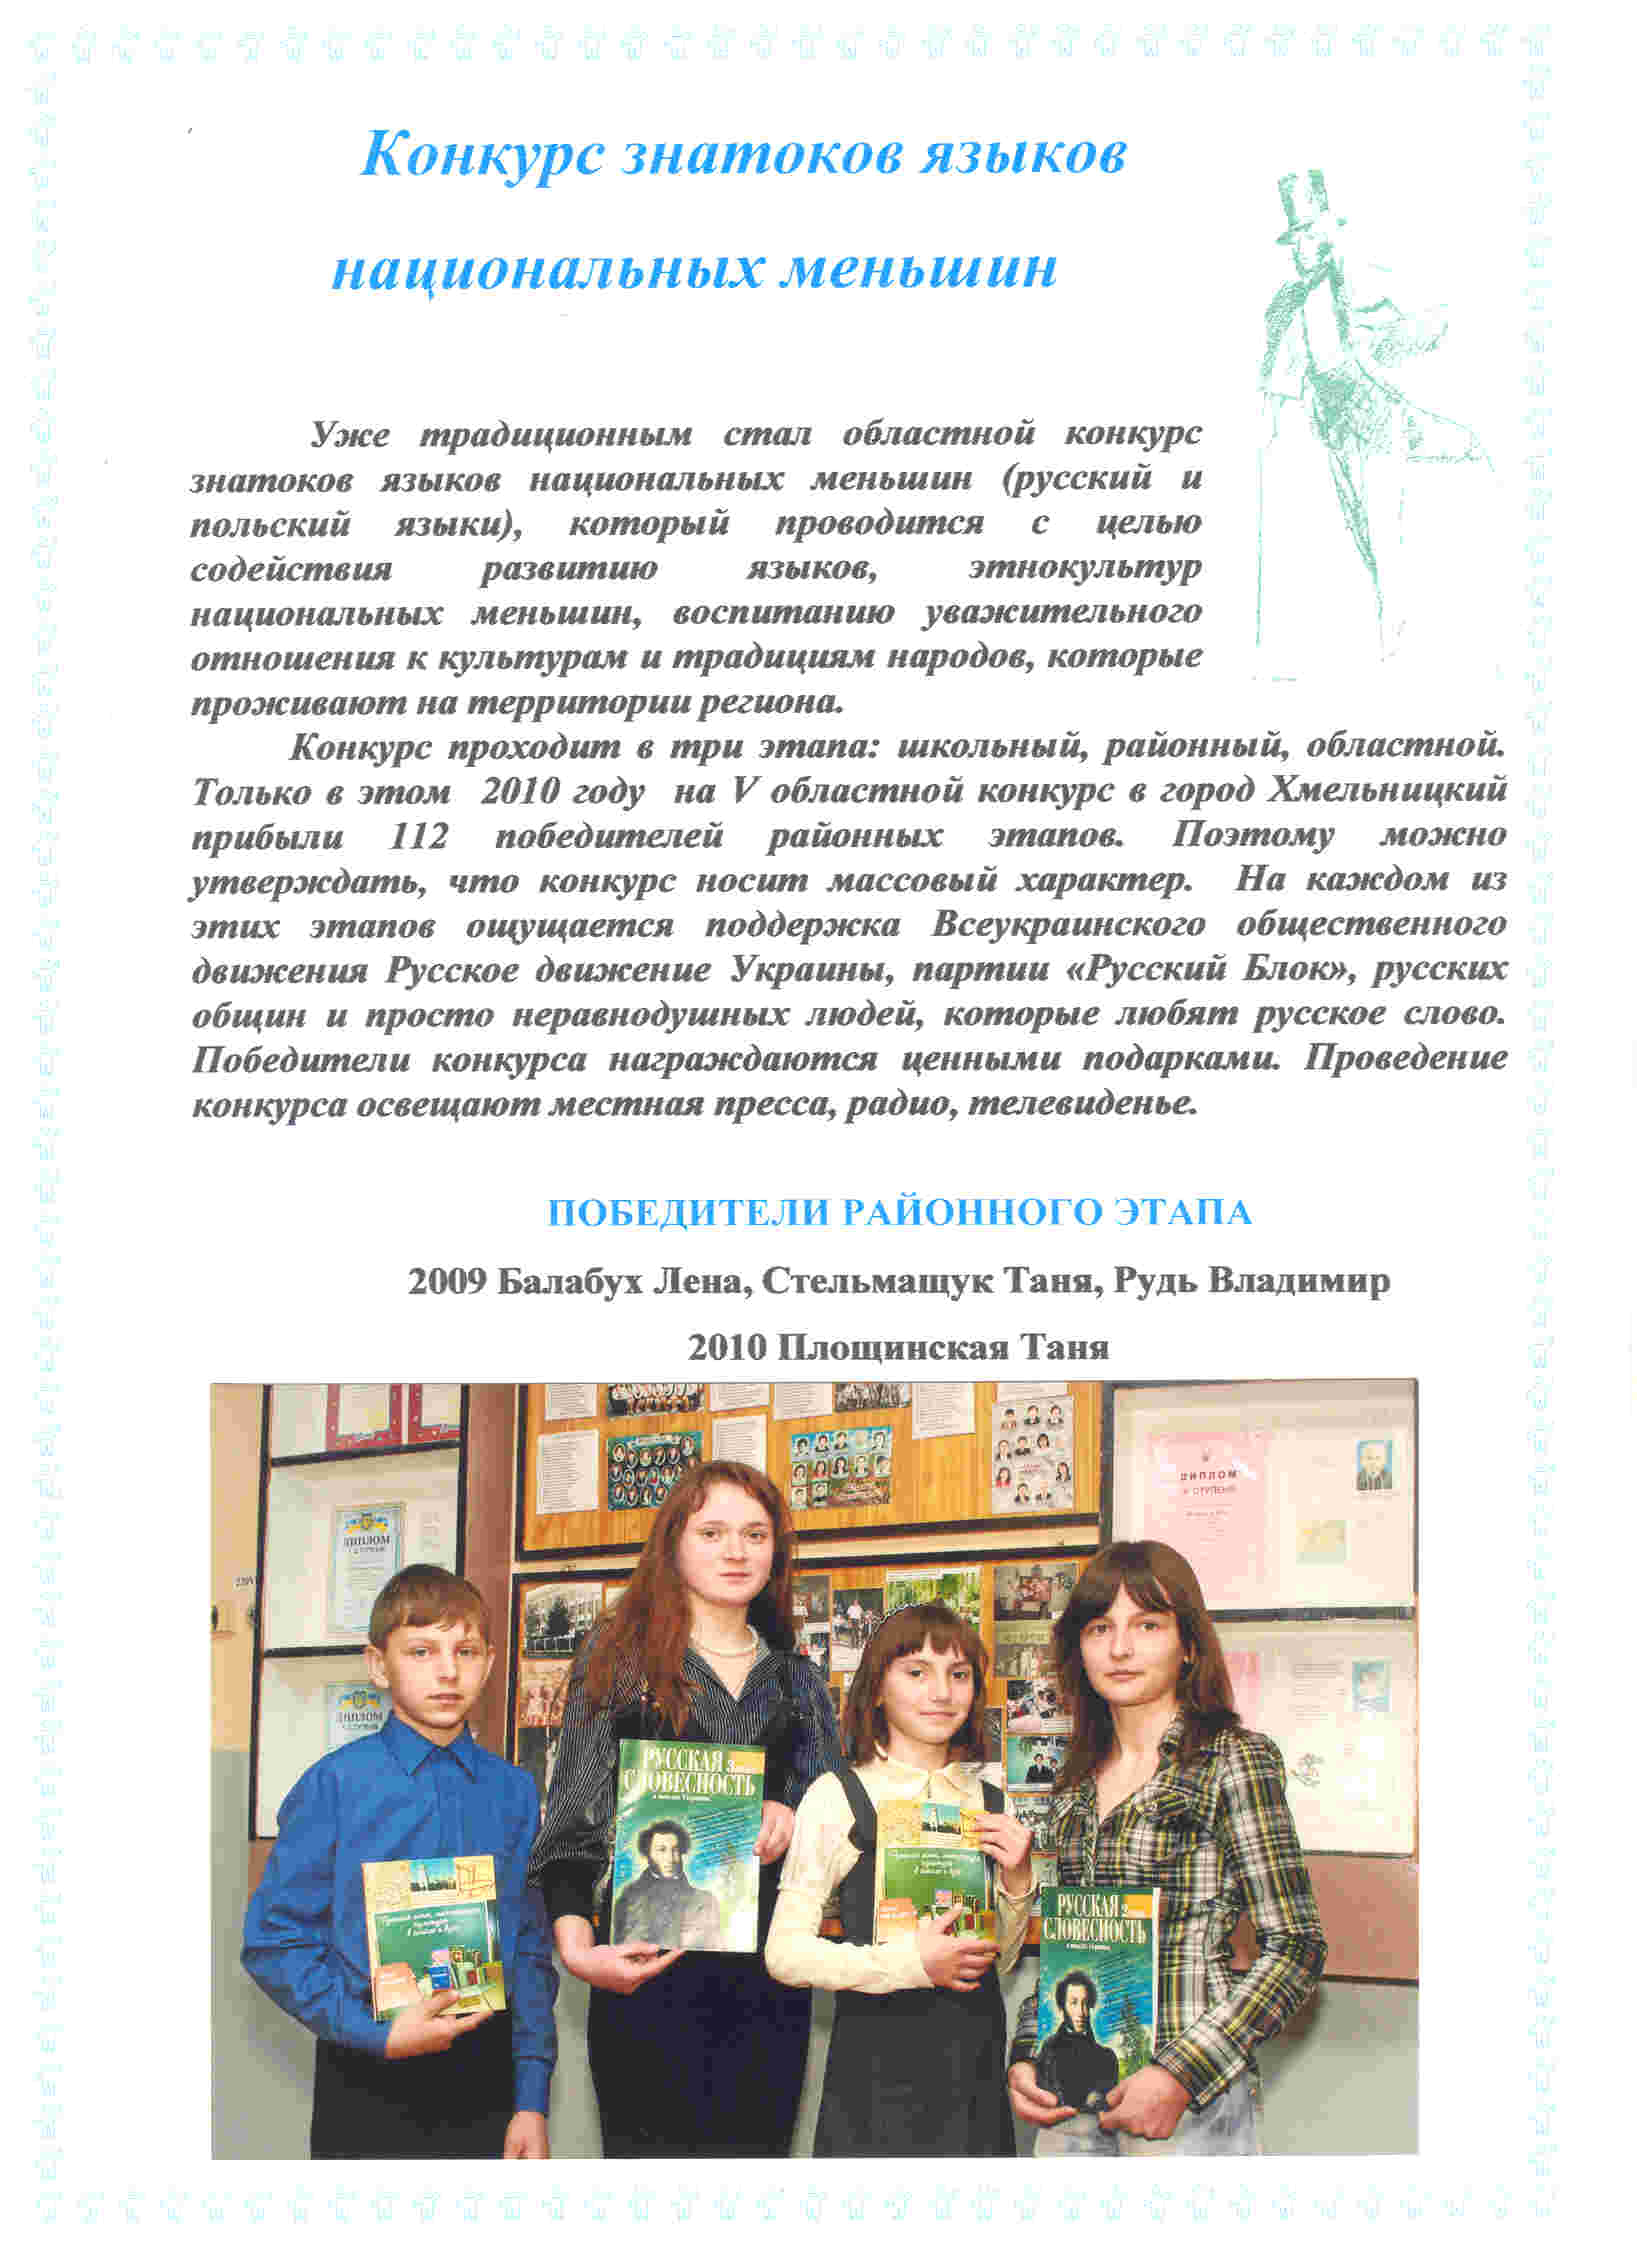 Конкурс знатоков языков
национальных меньшин
Уже традиционным стал областной конкурс
знатоков языков национальных меньшин (русский и
польский языки), который проводится с целью
содействия развитию языков, этнокультур
национальных меньшин, воспитанию уважительного
отношения к культурам и традициям народов, которые
проживают на территории региона.
Конкурс проходит в три этапа: школьный, районный, областной.
Только в этом 2010 году на V областной конкурс в город Хмельницкий
прибыли 112 победителей районных этапов. Поэтому можно
утверждать, что конкурс носит массовый характер. На каждом из
этих этапов ощущается поддержка Всеукраинского общественного
движения Русское движение Украины, партии «Русский Блок», русских
общин и просто неравнодушных людей, которые любят русское слово.
Победители конкурса награждаются ценными подарками. Проведение
конкурса освещают местная пресса, радио, телевиденье.
ПОБЕДИТЕЛИ РАЙОННОГО ЭТАПА
2009 Балабух Лена, Стельмащук Таня, Рудь Владимир
2010 Площинская Таня
ДИПЛОМ
ДИПЛОМ
ДИПЛОМ
РУССКАЯ
СЛОВЕСНОСТЬ
РУССКАЯ
СЛОВЕСНОСТЬ